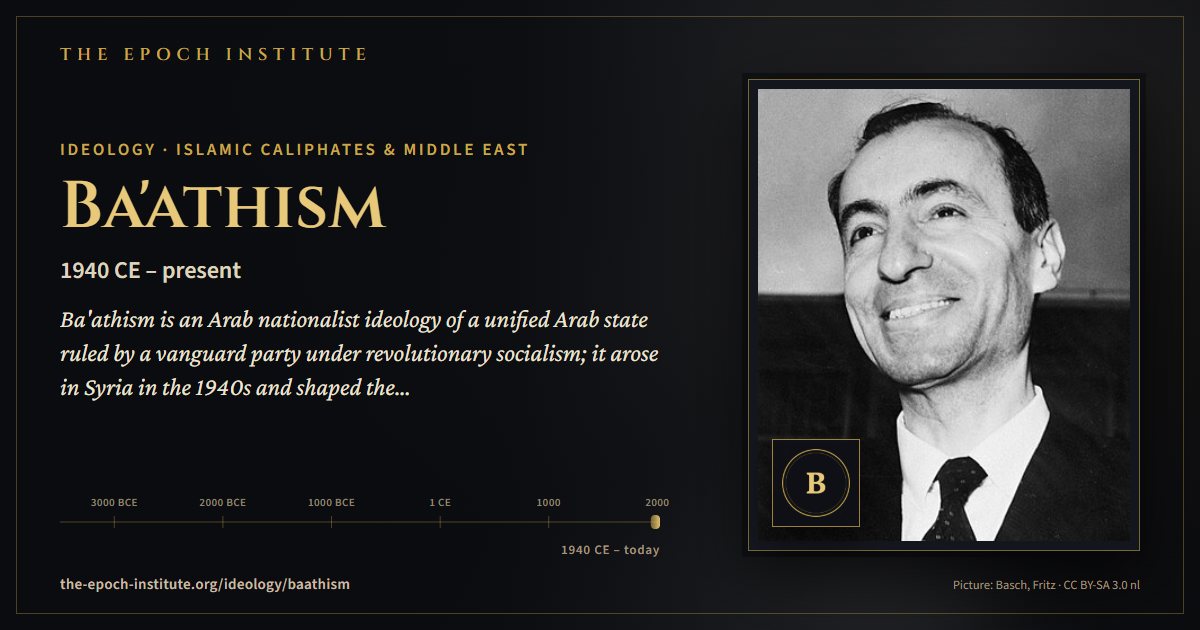 THE EPOCH INSTITUTE
IDEOLOGY · ISLAMIC CALIPHATES & MIDDLE EAST
BA'ATHISM
1940 CE – present
Ba'athism is an Arab nationalist ideology of a unified Arab state
ruled by a vanguard party under revolutionary socialism; it arose
in Syria in the 1940s and shaped the...
B
3000 BCE 2000 BCE 1000 BCE 1 CE 1000 2000
1940 CE – today
the-epoch-institute.org/ideology/baathism
Picture: Basch, Fritz · CC BY-SA 3.0 nl